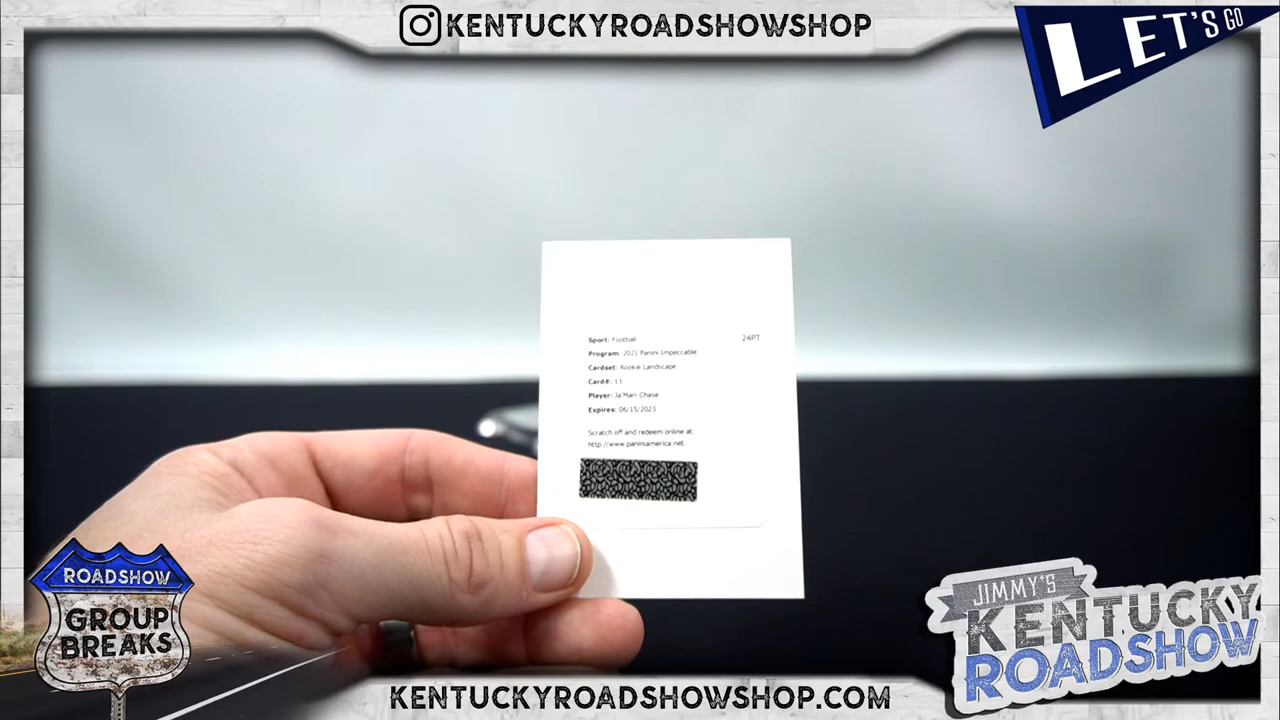 KENTUCKYROADSHOWSHOP
LET'S GO
Sport: Football
24PT
Program: 2021 Panini Impeccable
Cardset: Rookie Landscape
Card#: 13
Player: Ja'Marr Chase
Expires: 06/15/2023
Scratch off and redeem online at:
http://www.paniniamerica.net
ROADSHOW
GROUP
BREAKS
JIMMY'S
KENTUCKY
ROADSHOW
KENTUCKYROADSHOWSHOP.COM